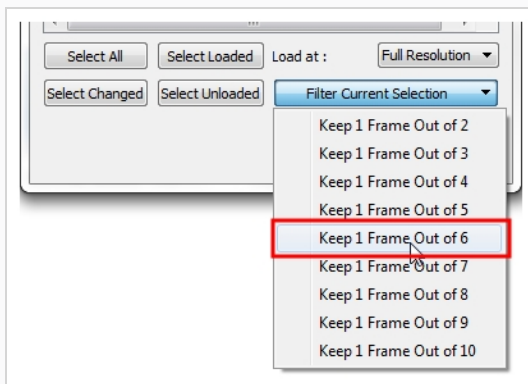 Select All Select Loaded Load at : Full Resolution
Select Changed Select Unloaded Filter Current Selection
Keep 1 Frame Out of 2
Keep 1 Frame Out of 3
Keep 1 Frame Out of 4
Keep 1 Frame Out of 5
Keep 1 Frame Out of 6
Keep 1 Frame Out of 7
Keep 1 Frame Out of 8
Keep 1 Frame Out of 9
Keep 1 Frame Out of 10